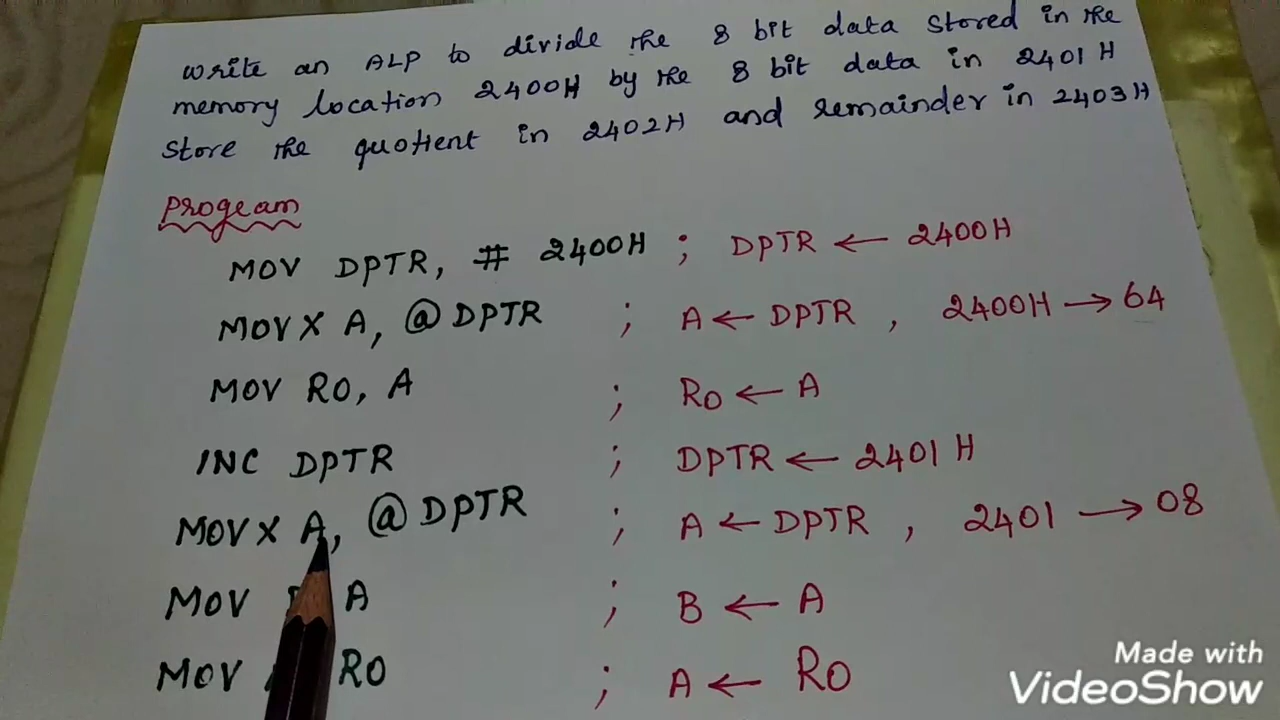 write an ALP to divide the 8 bit data stored in the
memory location 2400H by the 8 bit data in 2401 H
store the quotient in 2402H and remainder in 2403H
Program
MOV DPTR, # 2400H ; DPTR ← 2400H
MOVX A, @DPTR ; A ← DPTR , 2400H → 64
MOV R0, A ; R0 ← A
INC DPTR ; DPTR ← 2401 H
MOVX A, @DPTR ; A ← DPTR , 2401 → 08
MOV A ; B ← A
MOV R0 ; A ← R0
Made with
VideoShow